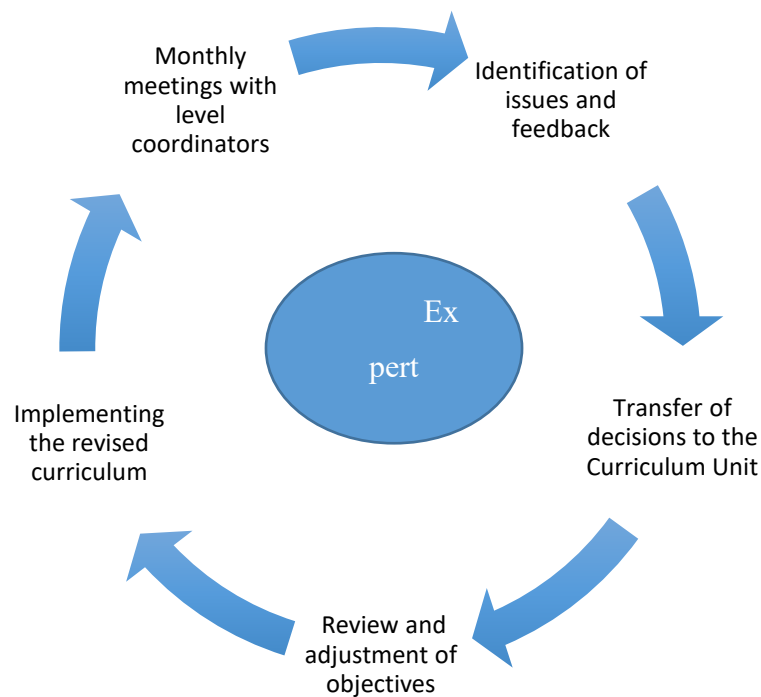 Monthly
meetings with
level
coordinators
Identification of
issues and
feedback
Ex
pert
Transfer of
decisions to the
Curriculum Unit
Review and
adjustment of
objectives
Implementing
the revised
curriculum